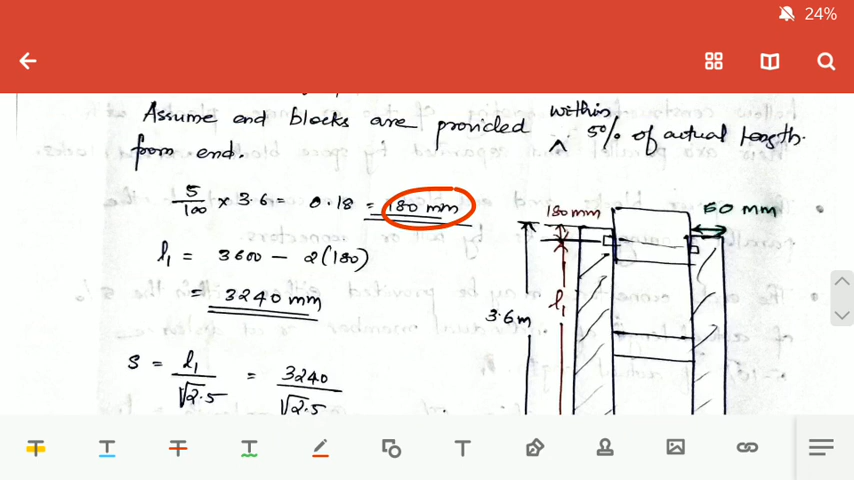 24%
Assume end blocks are provided within 5% of actual length.
from end.
5/100 x 3.6 = 0.18 = 180 mm
l₁ = 3600 - 2(180)
= 3240 mm
S = l₁/√2.5 = 3240/√2.5
180 mm
50 mm
l₁
3.6m
T T T T